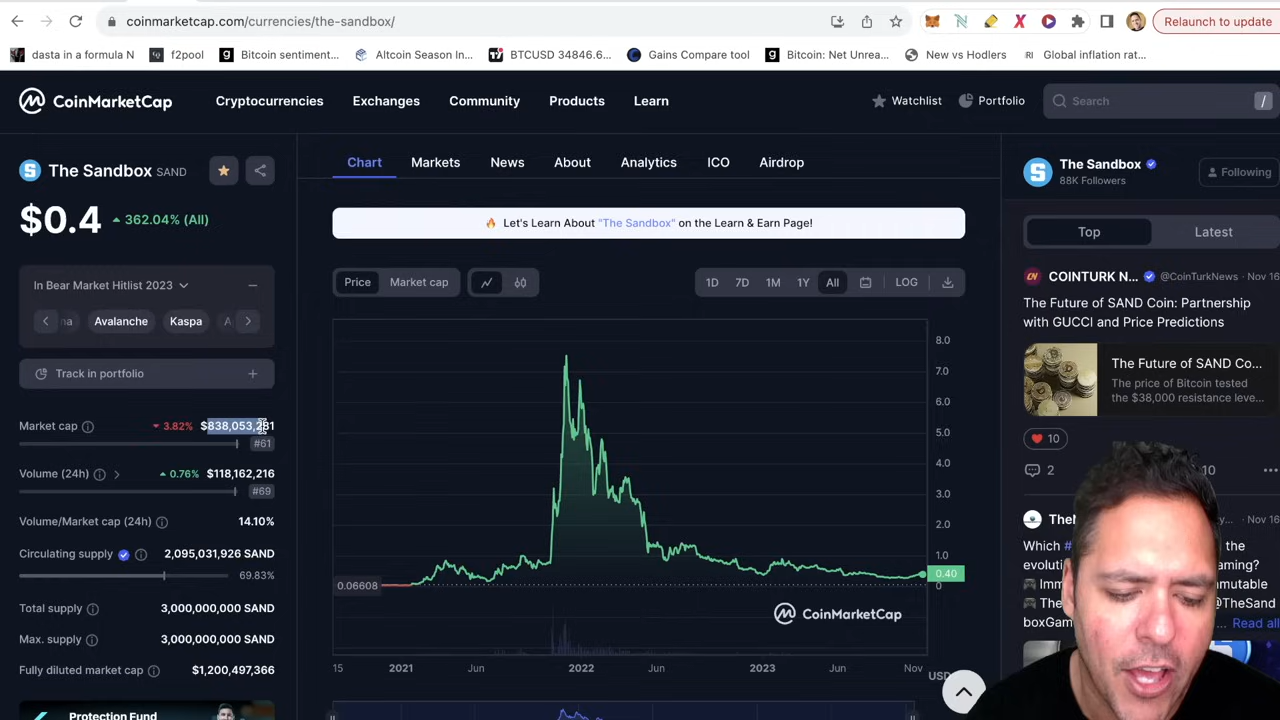 coinmarketcap.com/currencies/the-sandbox/
Relaunch to update
dasta in a formula N
f2pool
Bitcoin sentiment...
Altcoin Season In...
BTCUSD 34846.6...
Gains Compare tool
Bitcoin: Net Unrea...
New vs Hodlers
Global inflation rat...
CoinMarketCap
Cryptocurrencies
Exchanges
Community
Products
Learn
Watchlist
Portfolio
Search
/
The Sandbox SAND
$0.4
362.04% (All)
In Bear Market Hitlist 2023
na
Avalanche
Kaspa
A
Track in portfolio
Market cap
3.82%
$838,053,281
#61
Volume (24h)
0.76%
$118,162,216
#69
Volume/Market cap (24h)
14.10%
Circulating supply
2,095,031,926 SAND
69.83%
Total supply
3,000,000,000 SAND
Max. supply
3,000,000,000 SAND
Fully diluted market cap
$1,200,497,366
Protection Fund
Chart
Markets
News
About
Analytics
ICO
Airdrop
Let's Learn About "The Sandbox" on the Learn & Earn Page!
Price
Market cap
1D
7D
1M
1Y
All
LOG
8.0
7.0
6.0
5.0
4.0
3.0
2.0
1.0
0.40
0
0.06608
CoinMarketCap
15
2021
Jun
2022
Jun
2023
Jun
Nov
USD
The Sandbox
88K Followers
Following
Top
Latest
COINTURK N...
@CoinTurkNews · Nov 16
The Future of SAND Coin: Partnership
with GUCCI and Price Predictions
The Future of SAND Co...
The price of Bitcoin tested
the $38,000 resistance leve...
10
2
10
TheN
y...
· Nov 16
Which #
the
evolutio
aming?
Imm
mutable
The
@TheSand
boxGam
Read all